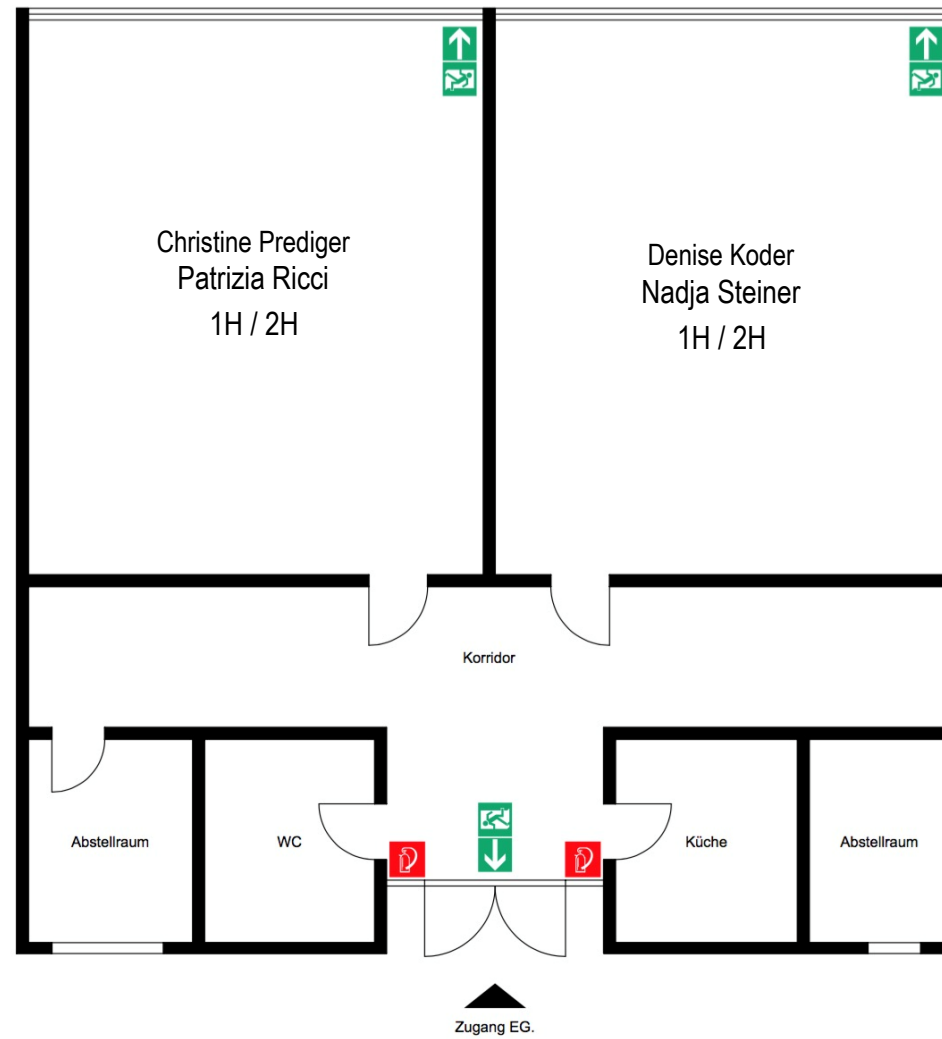 Christine Prediger
Patrizia Ricci
1H / 2H
Denise Koder
Nadja Steiner
1H / 2H
Korridor
Abstellraum
WC
Küche
Abstellraum
Zugang EG.